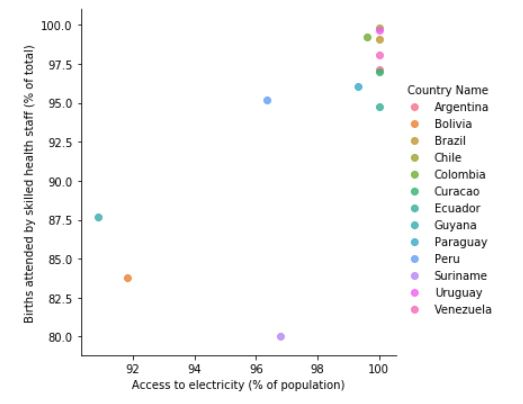 Births attended by skilled health staff (% of total)
100.0
97.5
95.0
92.5
90.0
87.5
85.0
82.5
80.0
92 94 96 98 100
Access to electricity (% of population)
Country Name
Argentina
Bolivia
Brazil
Chile
Colombia
Curacao
Ecuador
Guyana
Paraguay
Peru
Suriname
Uruguay
Venezuela